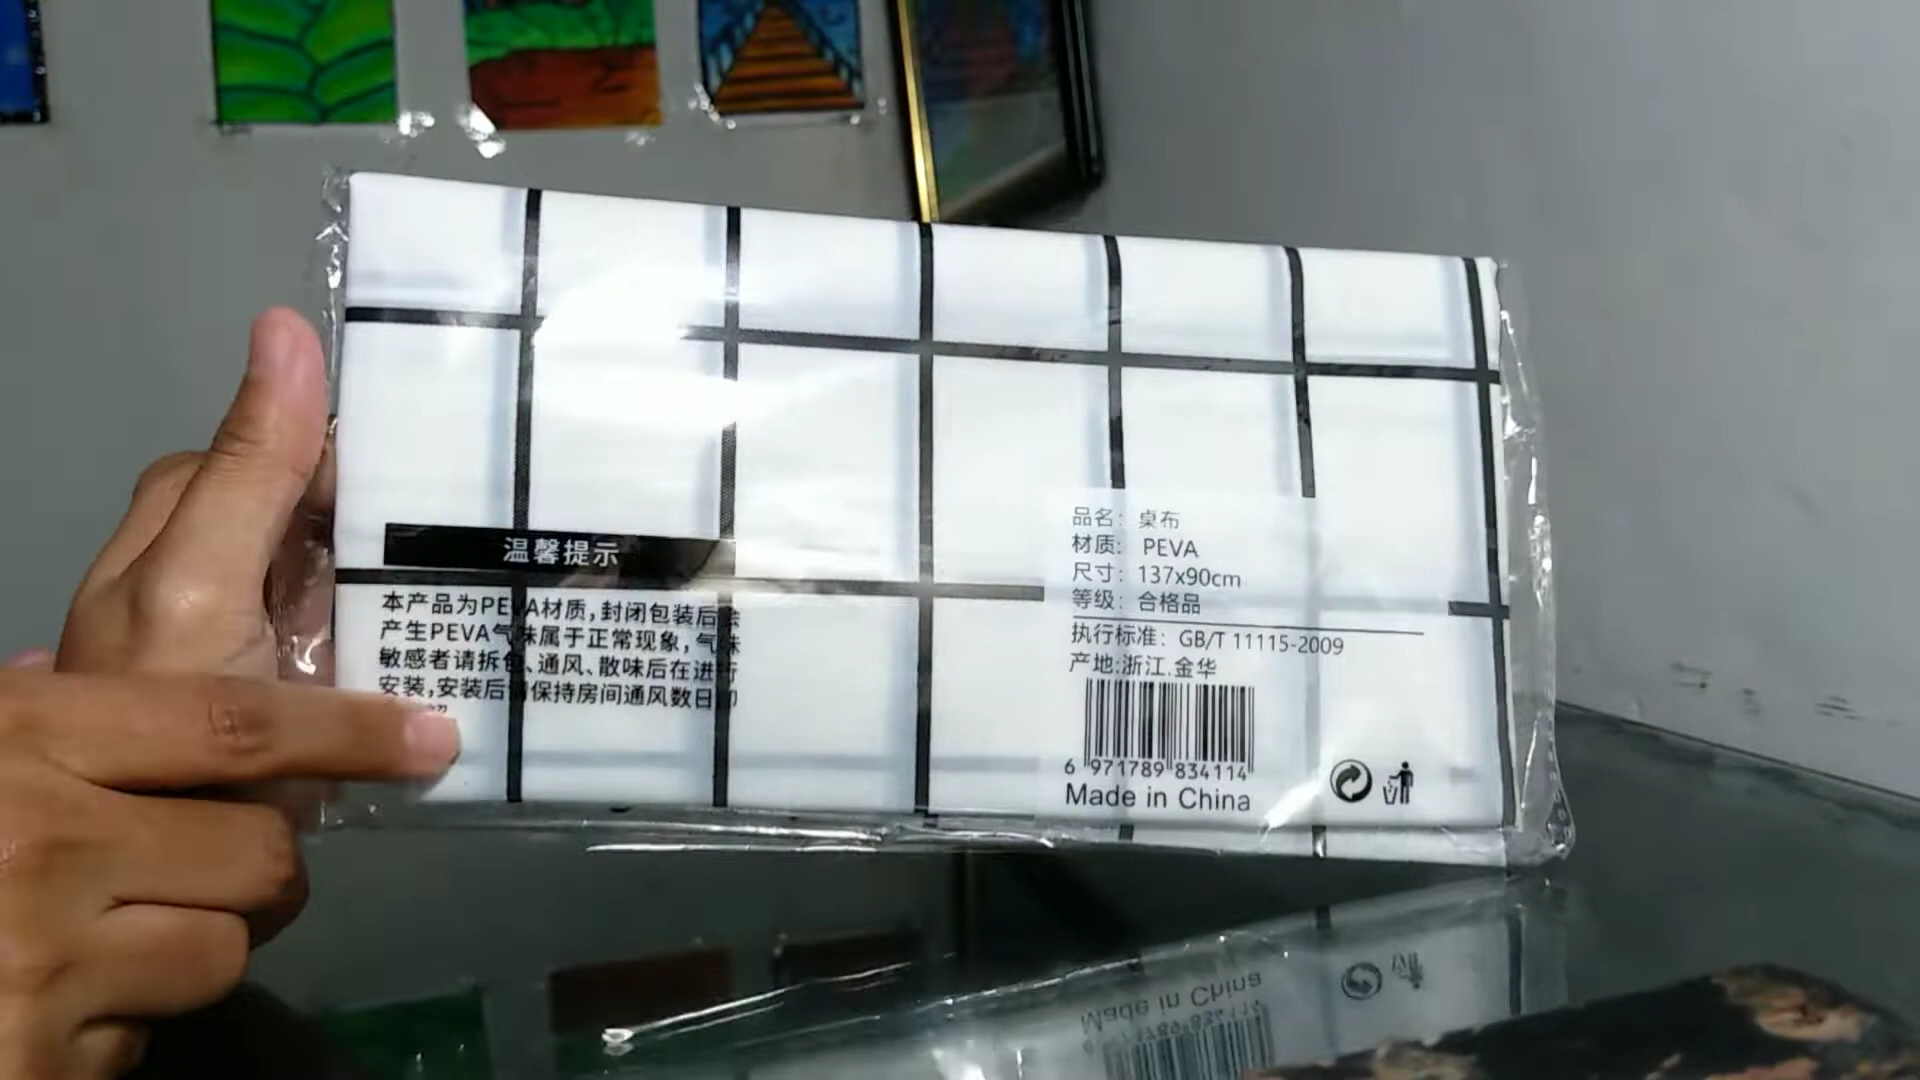 温馨提示
本产品为PEVA材质,封闭包装后会
产生PEVA气味属于正常现象,气味
敏感者请拆包、通风、散味后在进行
安装,安装后需保持房间通风数日即
品名：桌布
材质：PEVA
尺寸：137x90cm
等级：合格品
执行标准：GB/T 11115-2009
产地:浙江.金华
6 971789 834114
Made in China